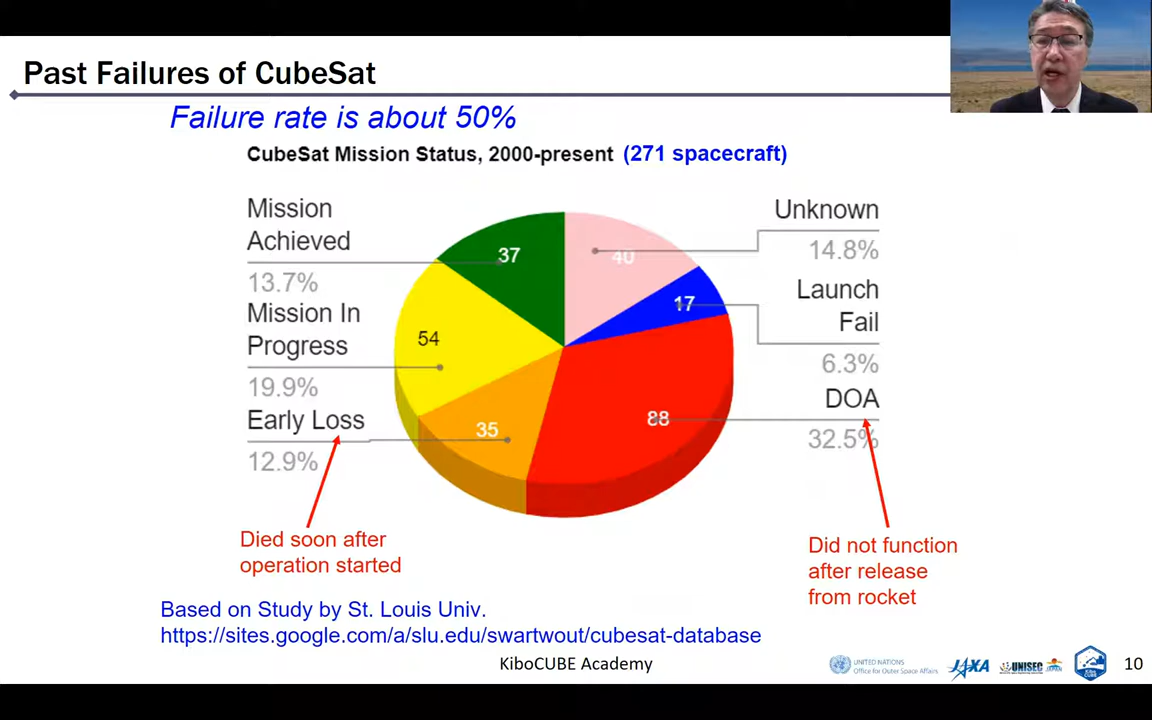 Past Failures of CubeSat
Failure rate is about 50%
CubeSat Mission Status, 2000-present (271 spacecraft)
Mission
Achieved
13.7%
Mission In
Progress
19.9%
Early Loss
12.9%
37
40
17
54
35
88
Unknown
14.8%
Launch
Fail
6.3%
DOA
32.5%
Died soon after
operation started
Did not function
after release
from rocket
Based on Study by St. Louis Univ.
https://sites.google.com/a/slu.edu/swartwout/cubesat-database
KiboCUBE Academy
UNITED NATIONS
Office for Outer Space Affairs
JAXA
UNISEC
10